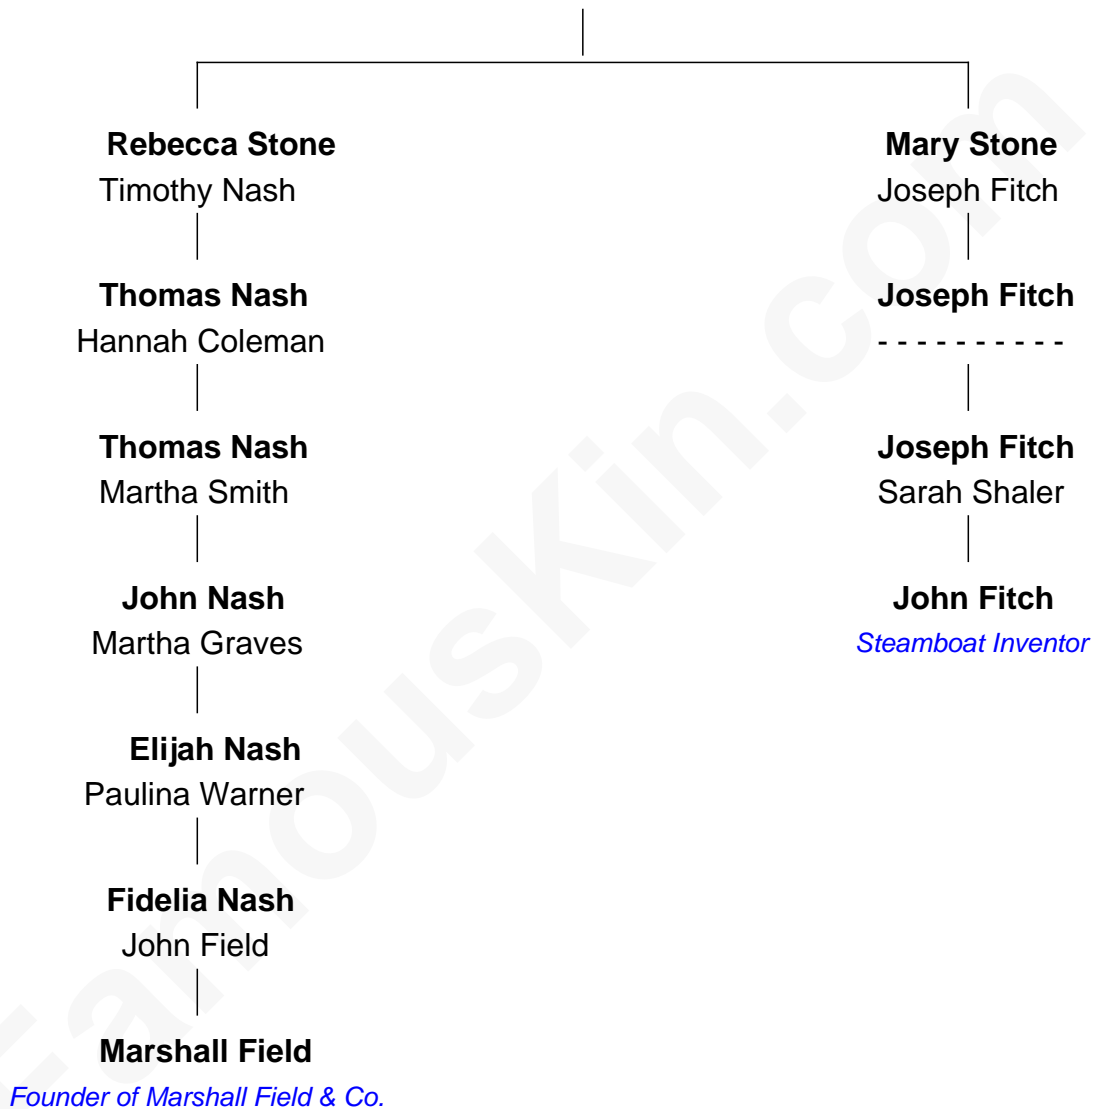 Rebecca Stone
Timothy Nash
Mary Stone
Joseph Fitch
Thomas Nash
Hannah Coleman
Joseph Fitch
- - - - - - - - - -
Thomas Nash
Martha Smith
Joseph Fitch
Sarah Shaler
John Nash
Martha Graves
John Fitch
Steamboat Inventor
Elijah Nash
Paulina Warner
Fidelia Nash
John Field
Marshall Field
Founder of Marshall Field & Co.
FamousKin.com